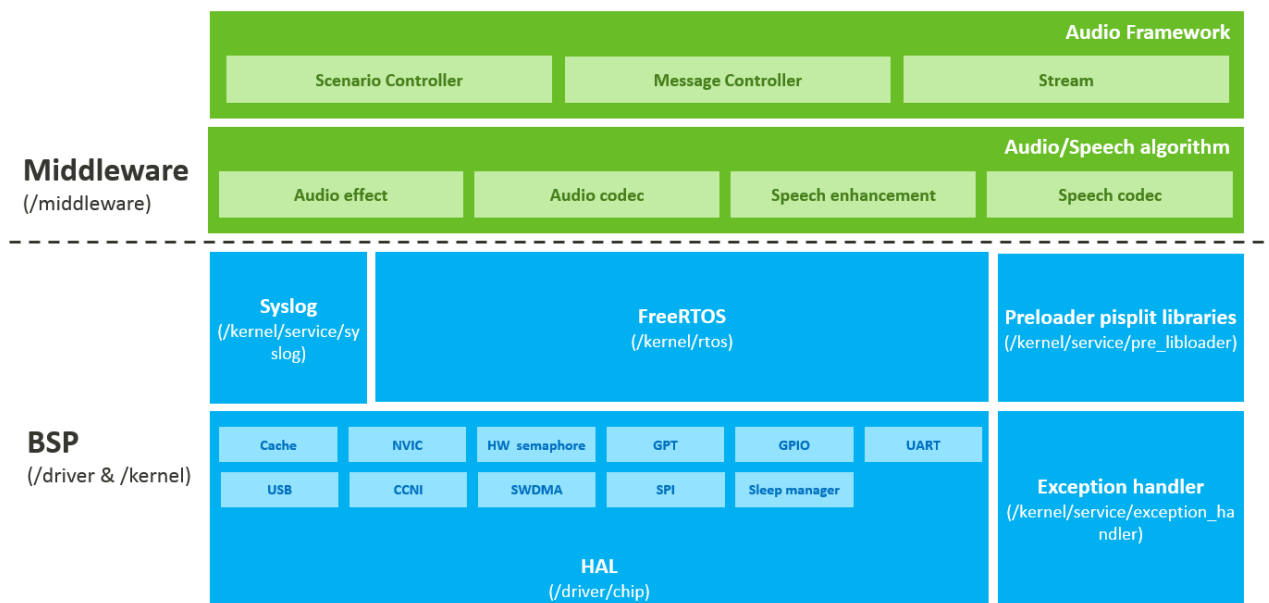 Audio Framework
Scenario Controller
Message Controller
Stream
Middleware
(/middleware)
Audio/Speech algorithm
Audio effect
Audio codec
Speech enhancement
Speech codec
BSP
(/driver & /kernel)
Syslog
(/kernel/service/sy
slog)
FreeRTOS
(/kernel/rtos)
Preloader pisplit libraries
(/kernel/service/pre_libloader)
Cache
NVIC
HW semaphore
GPT
GPIO
UART
USB
CCNI
SWDMA
SPI
Sleep manager
HAL
(/driver/chip)
Exception handler
(/kernel/service/exception_ha
ndler)